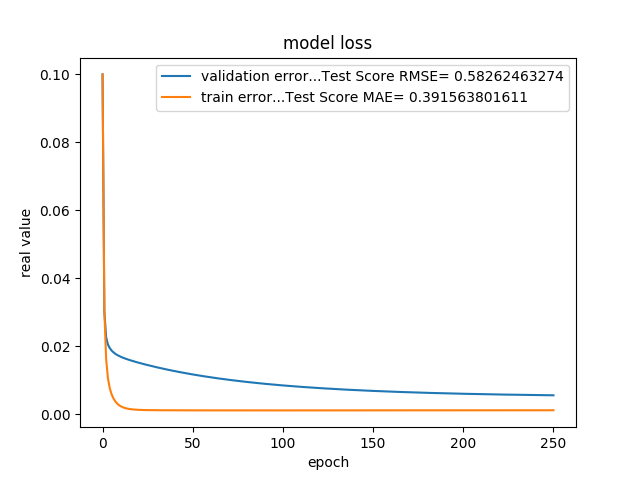 model loss
validation error...Test Score RMSE= 0.58262463274
train error...Test Score MAE= 0.391563801611
0.10
0.08
0.06
0.04
0.02
0.00
real value
0 50 100 150 200 250
epoch